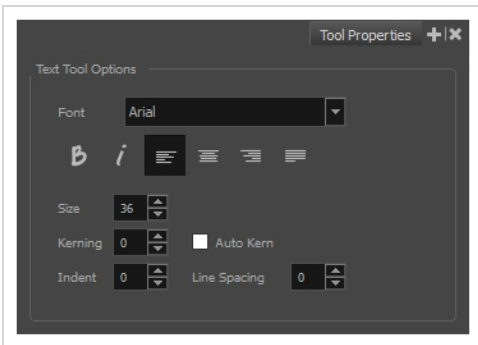 Tool Properties
Text Tool Options
Font Arial
B i
Size 36
Kerning 0 Auto Kern
Indent 0 Line Spacing 0